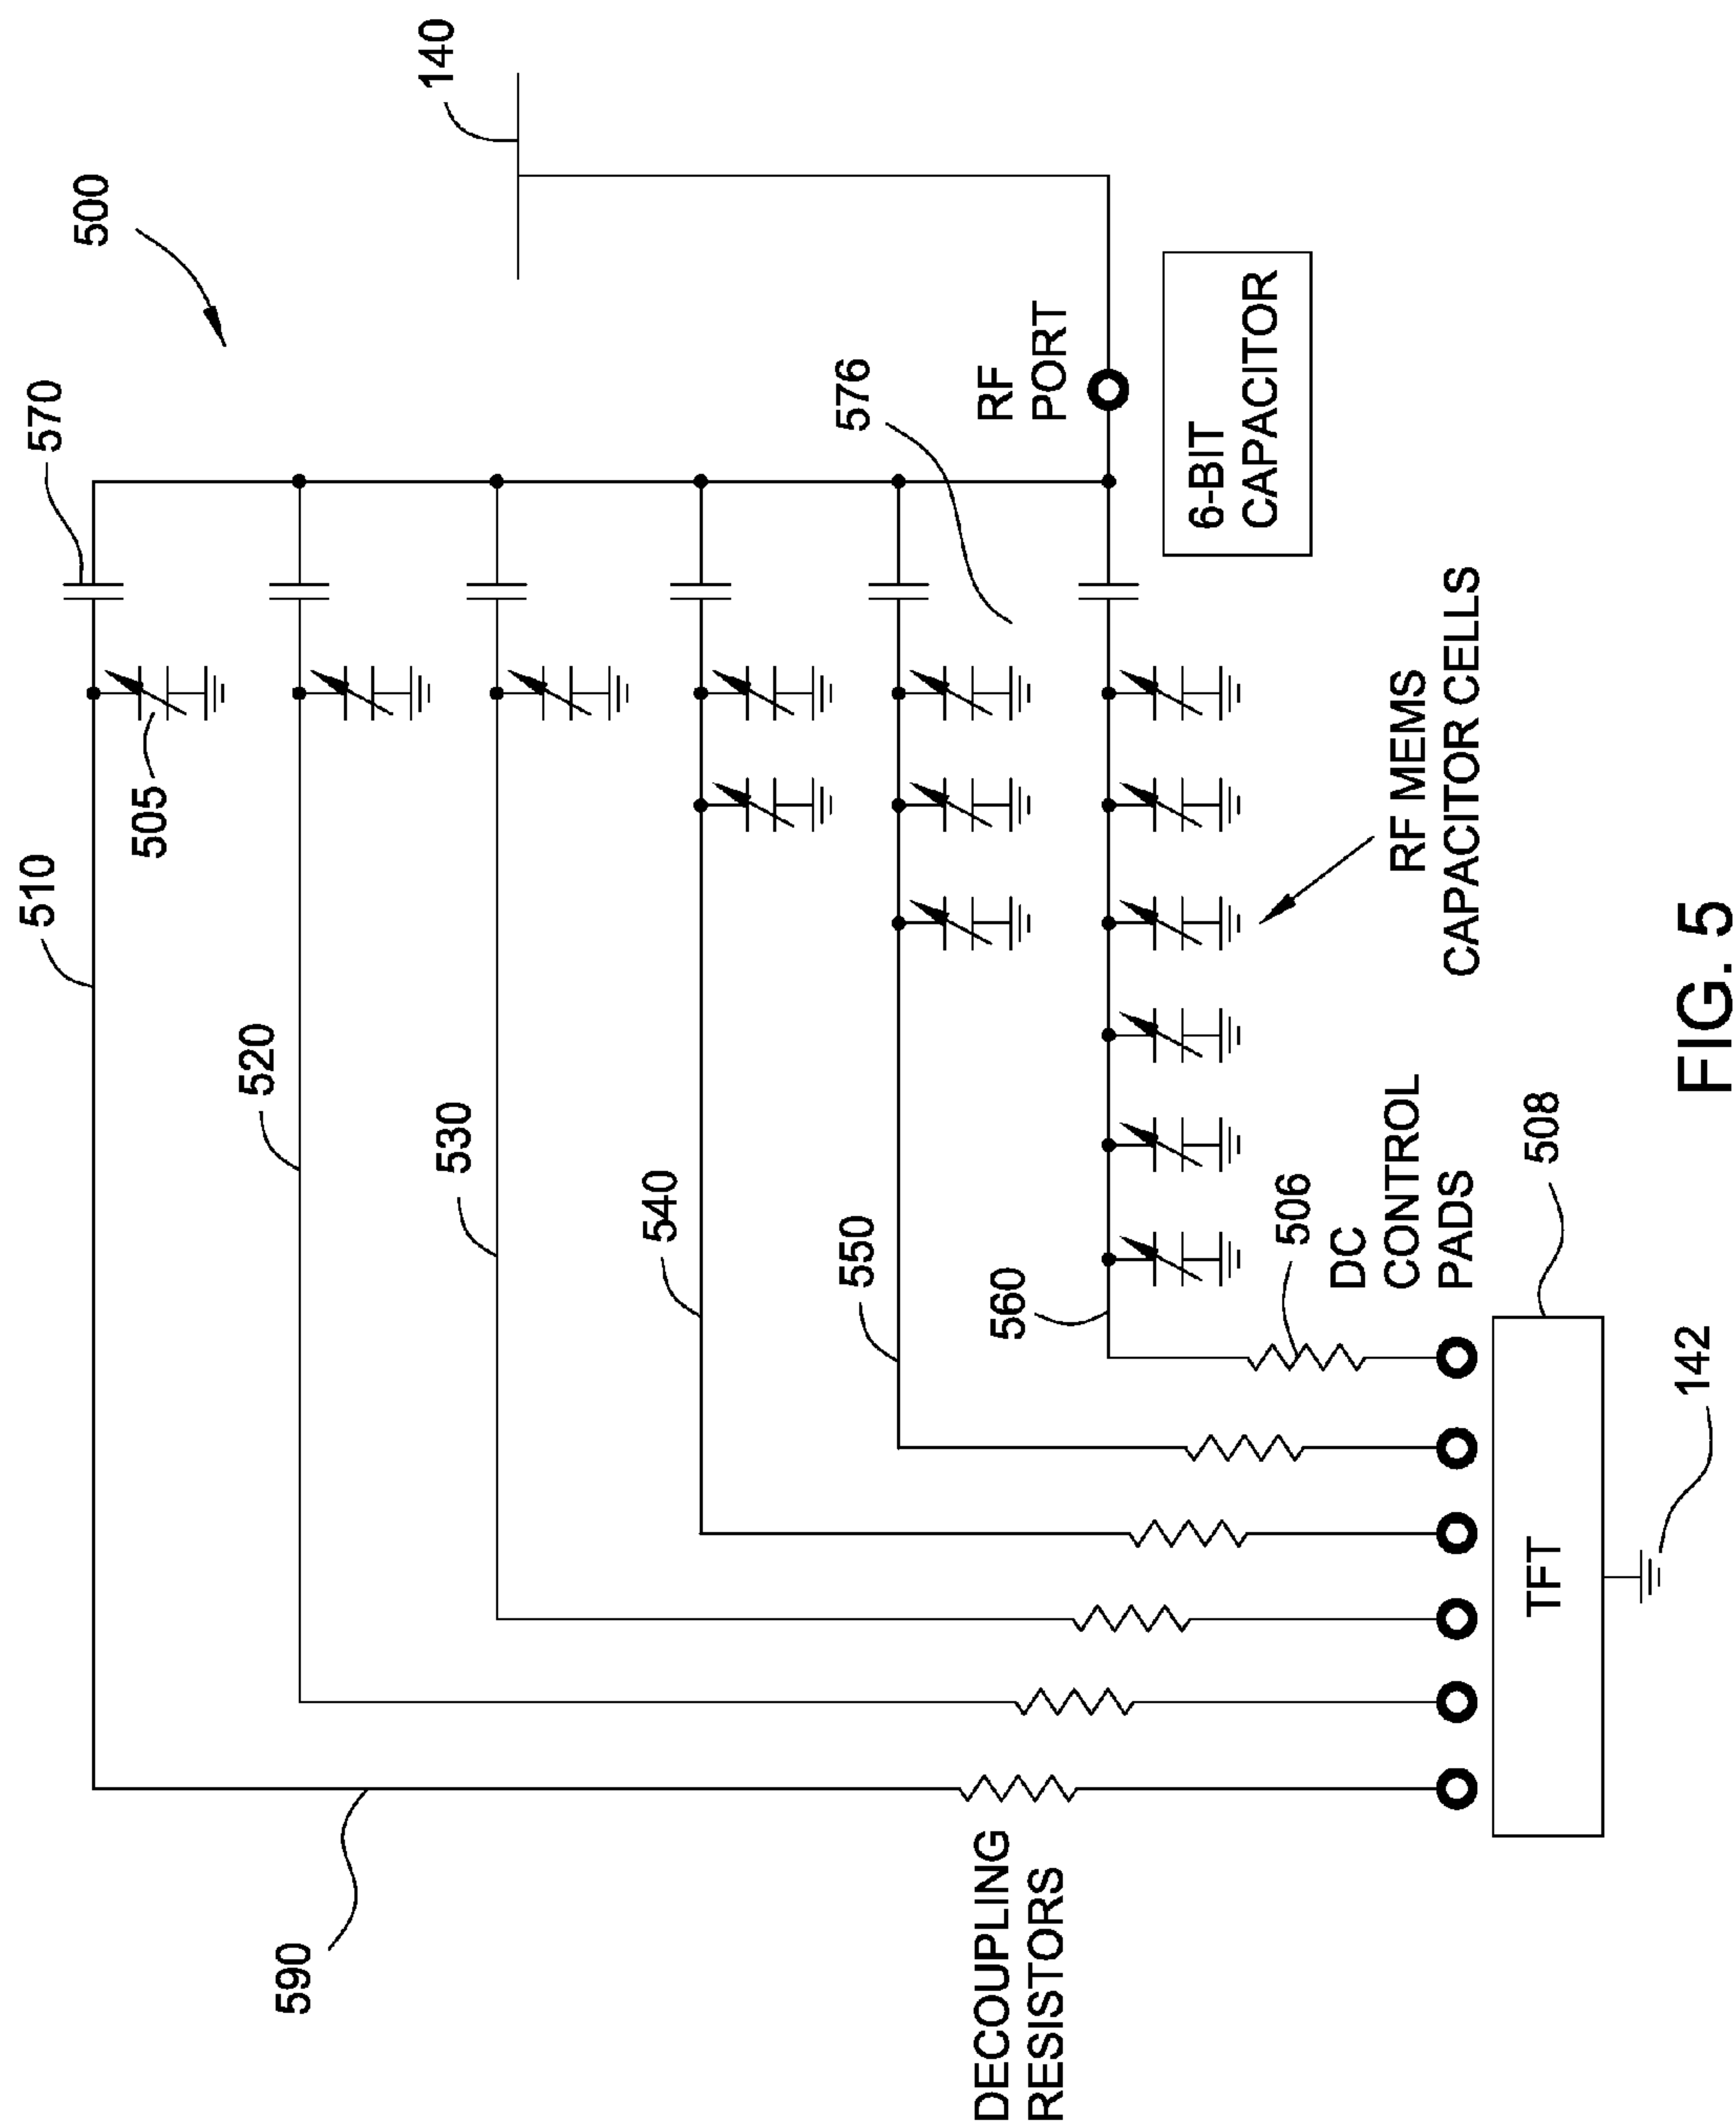 500
140
510
570
505
520
530
540
550
576
560
590
RF
PORT
6-BIT
CAPACITOR
RF MEMS
CAPACITOR CELLS
506
DC
CONTROL
PADS
DECOUPLING
RESISTORS
508
TFT
142
FIG. 5